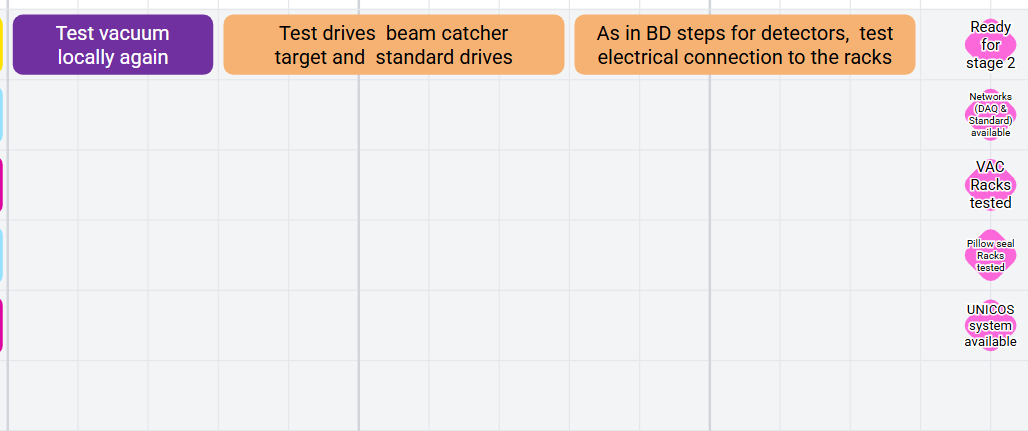 Test vacuum
locally again
Test drives  beam catcher
target and  standard drives
As in BD steps for detectors,  test
electrical connection to the racks
Ready
for
stage 2
Networks
(DAQ &
Standard)
available
VAC
Racks
tested
Pillow seal
Racks
tested
UNICOS
system
available